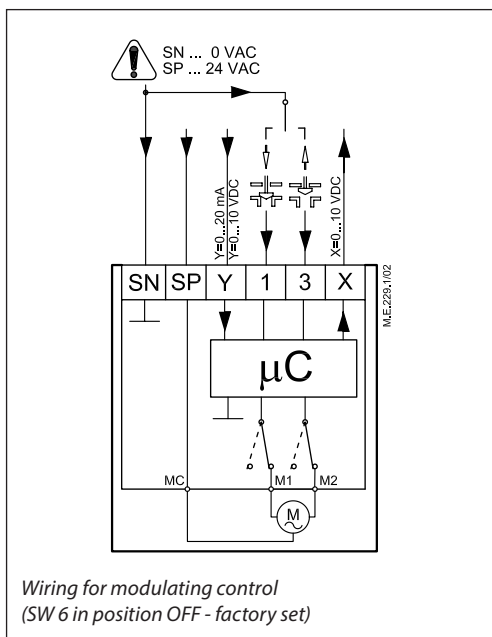 SN ... 0 VAC
SP ... 24 VAC
Y=0...20 mA
Y=0...10 VDC
X=0...10 VDC
SN SP Y 1 3 X
M.E.229.1/02
µC
MC M1 M2
M
Wiring for modulating control
(SW 6 in position OFF - factory set)